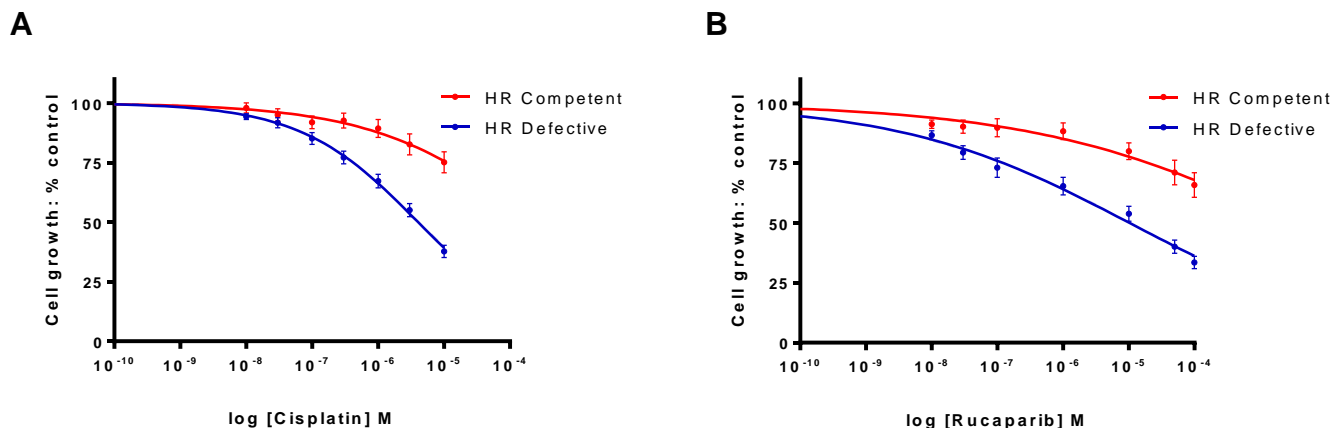 A
Cell growth: % control
100
75
50
25
0
10⁻¹⁰ 10⁻⁹ 10⁻⁸ 10⁻⁷ 10⁻⁶ 10⁻⁵ 10⁻⁴
log [Cisplatin] M
HR Competent
HR Defective
B
Cell growth: % control
100
75
50
25
0
10⁻¹⁰ 10⁻⁹ 10⁻⁸ 10⁻⁷ 10⁻⁶ 10⁻⁵ 10⁻⁴
log [Rucaparib] M
HR Competent
HR Defective